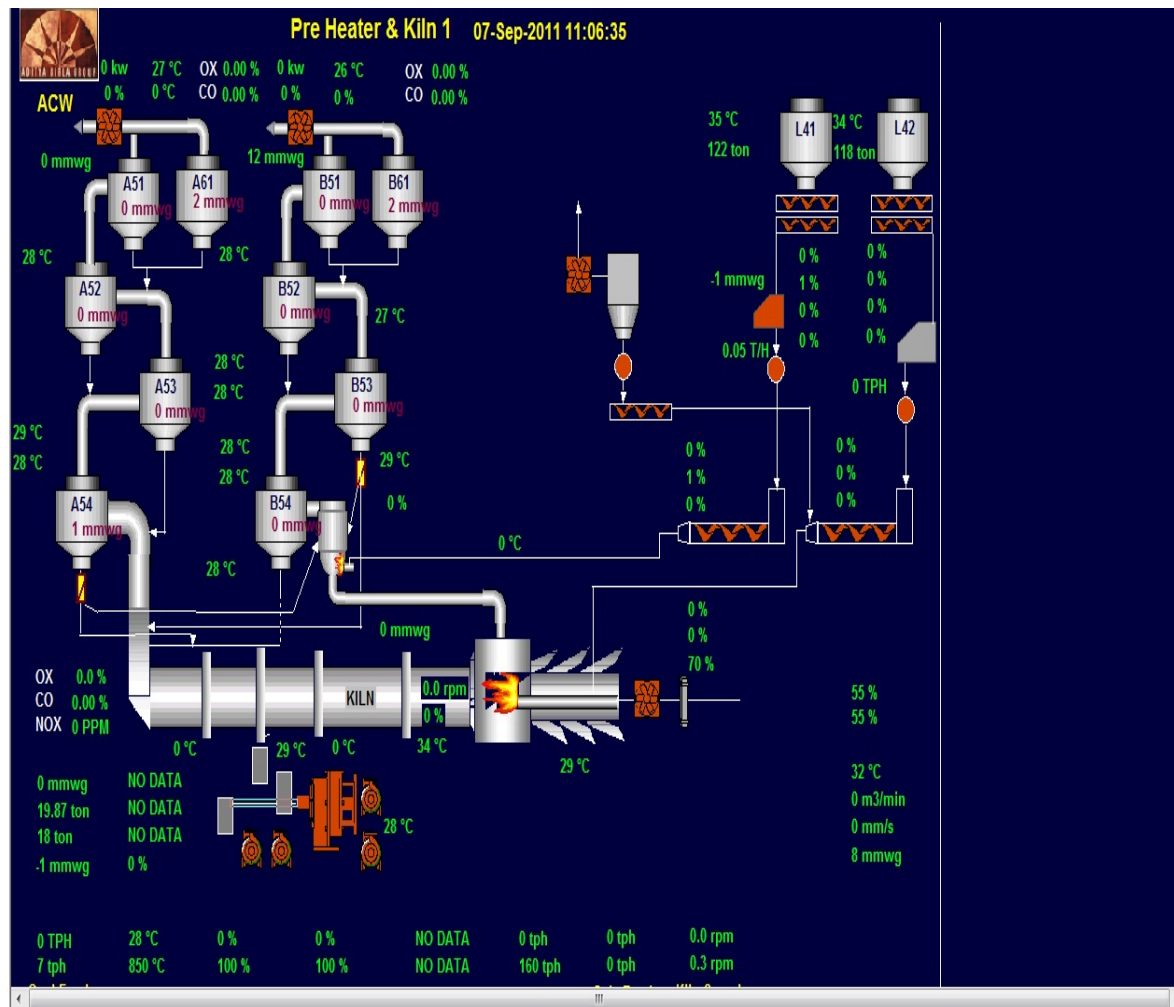 Pre Heater & Kiln 1 07-Sep-2011 11:06:35
ADITYA BIRLA GROUP
0 kw 27 °C OX 0.00 % 0 kw 26 °C OX 0.00 %
0 % 0 °C CO 0.00 % 0 % 0 % CO 0.00 %
ACW
35 °C L41 34 °C L42
122 ton 118 ton
0 mmwg 12 mmwg
A51 A61 B51 B61
0 mmwg 2 mmwg 0 mmwg 2 mmwg
28 °C 28 °C
0 % 0 %
-1 mmwg 1 % 0 %
A52 B52
0 mmwg 0 mmwg 27 °C
0 % 0 %
0.05 T/H 0 % 0 %
28 °C
A53 28 °C B53 0 TPH
0 mmwg 0 mmwg
29 °C
28 °C 28 °C 29 °C 0 % 0 %
28 °C 1 % 0 %
A54 B54 0 % 0 % 0 %
1 mmwg 0 mmwg
0 °C
28 °C
0 mmwg 0 %
0 %
70 %
OX 0.0 %
CO 0.00 % KILN 0.0 rpm 55 %
NOX 0 PPM 0 % 55 %
0 °C 29 °C 0 °C 34 °C 29 °C
32 °C
0 mmwg NO DATA 0 m3/min
19.87 ton NO DATA 0 mm/s
18 ton NO DATA 28 °C 8 mmwg
-1 mmwg 0 %
0 TPH 28 °C 0 % 0 % NO DATA 0 tph 0 tph 0.0 rpm
7 tph 850 °C 100 % 100 % NO DATA 160 tph 0 tph 0.3 rpm